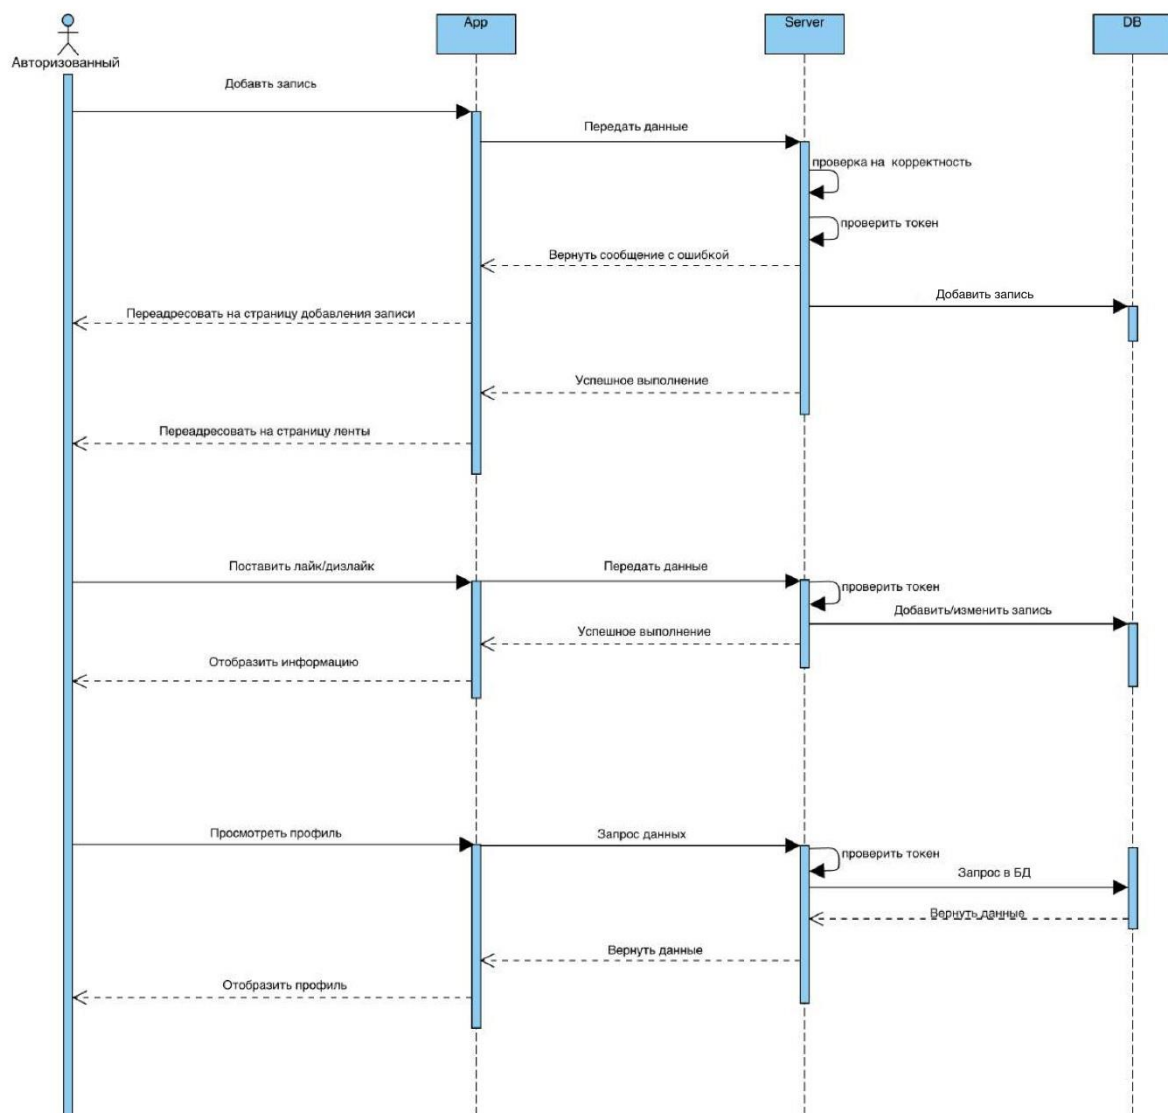 App
Server
DB
Авторизованный
Добавть запись
Передать данные
проверка на корректность
проверить токен
Вернуть сообщение с ошибкой
Добавить запись
Переадресовать на страницу добавления записи
Успешное выполнение
Переадресовать на страницу ленты
Поставить лайк/дизлайк
Передать данные
проверить токен
Добавить/изменить запись
Успешное выполнение
Отобразить информацию
Просмотреть профиль
Запрос данных
проверить токен
Запрос в БД
Вернуть данные
Вернуть данные
Отобразить профиль